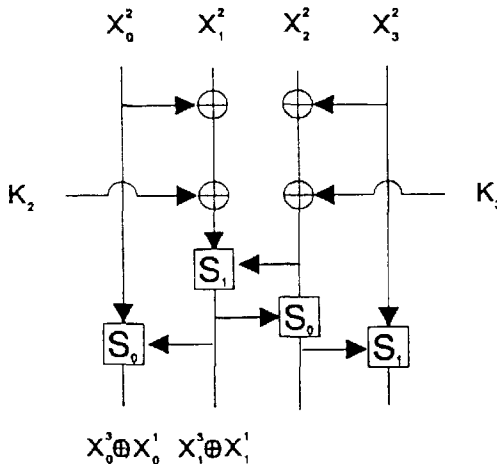 X₀² X₁² X₂² X₃²
K₂ K₃
S₁
S₀
S₀ S₁
X₀³⊕X₀¹ X₁³⊕X₁¹